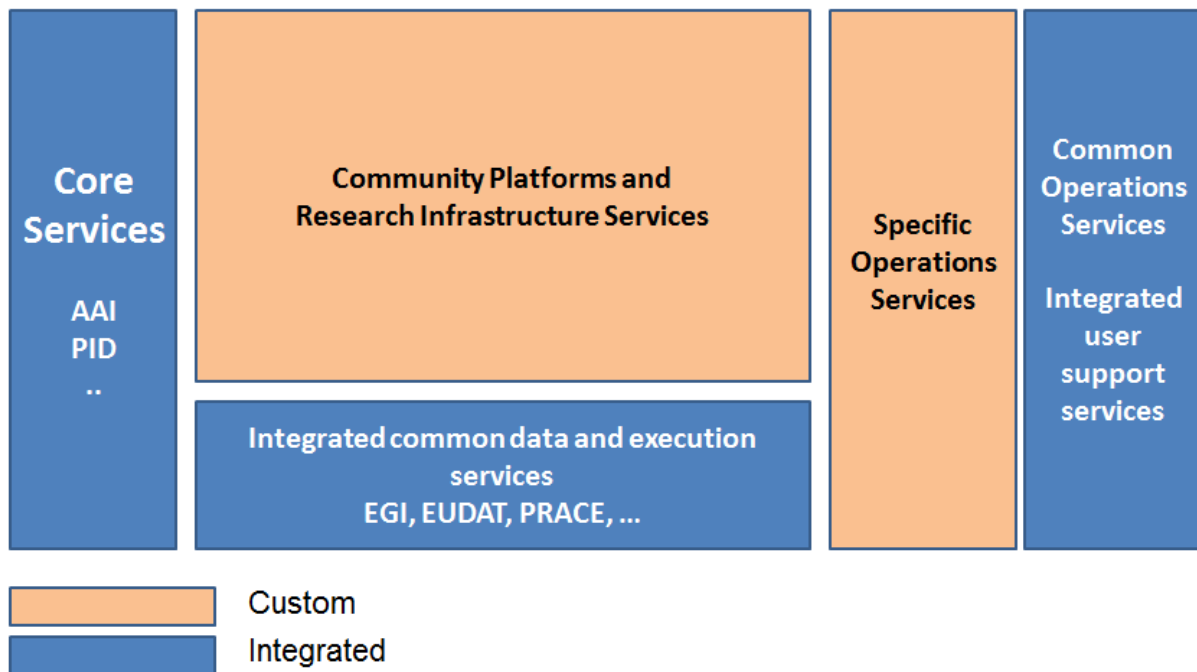 Core
Services
AAI
PID
..
Community Platforms and
Research Infrastructure Services
Integrated common data and execution
services
EGI, EUDAT, PRACE, ...
Specific
Operations
Services
Common
Operations
Services
Integrated
user
support
services
Custom
Integrated